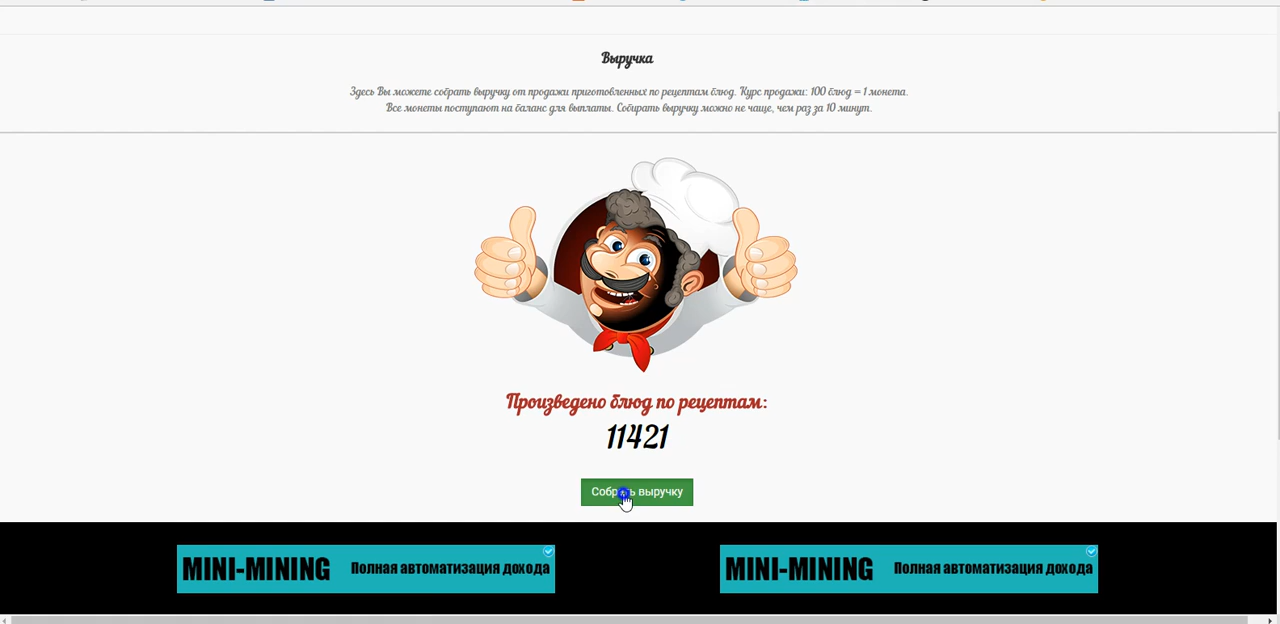 Выручка
Здесь Вы можете собрать выручку от продажи приготовленных по рецептам блюд. Курс продажи: 100 блюд = 1 монета.
Все монеты поступают на баланс для выплаты. Собирать выручку можно не чаще, чем раз за 10 минут.
Произведено блюд по рецептам:
11421
Собрать выручку
MINI-MINING Полная автоматизация дохода
MINI-MINING Полная автоматизация дохода